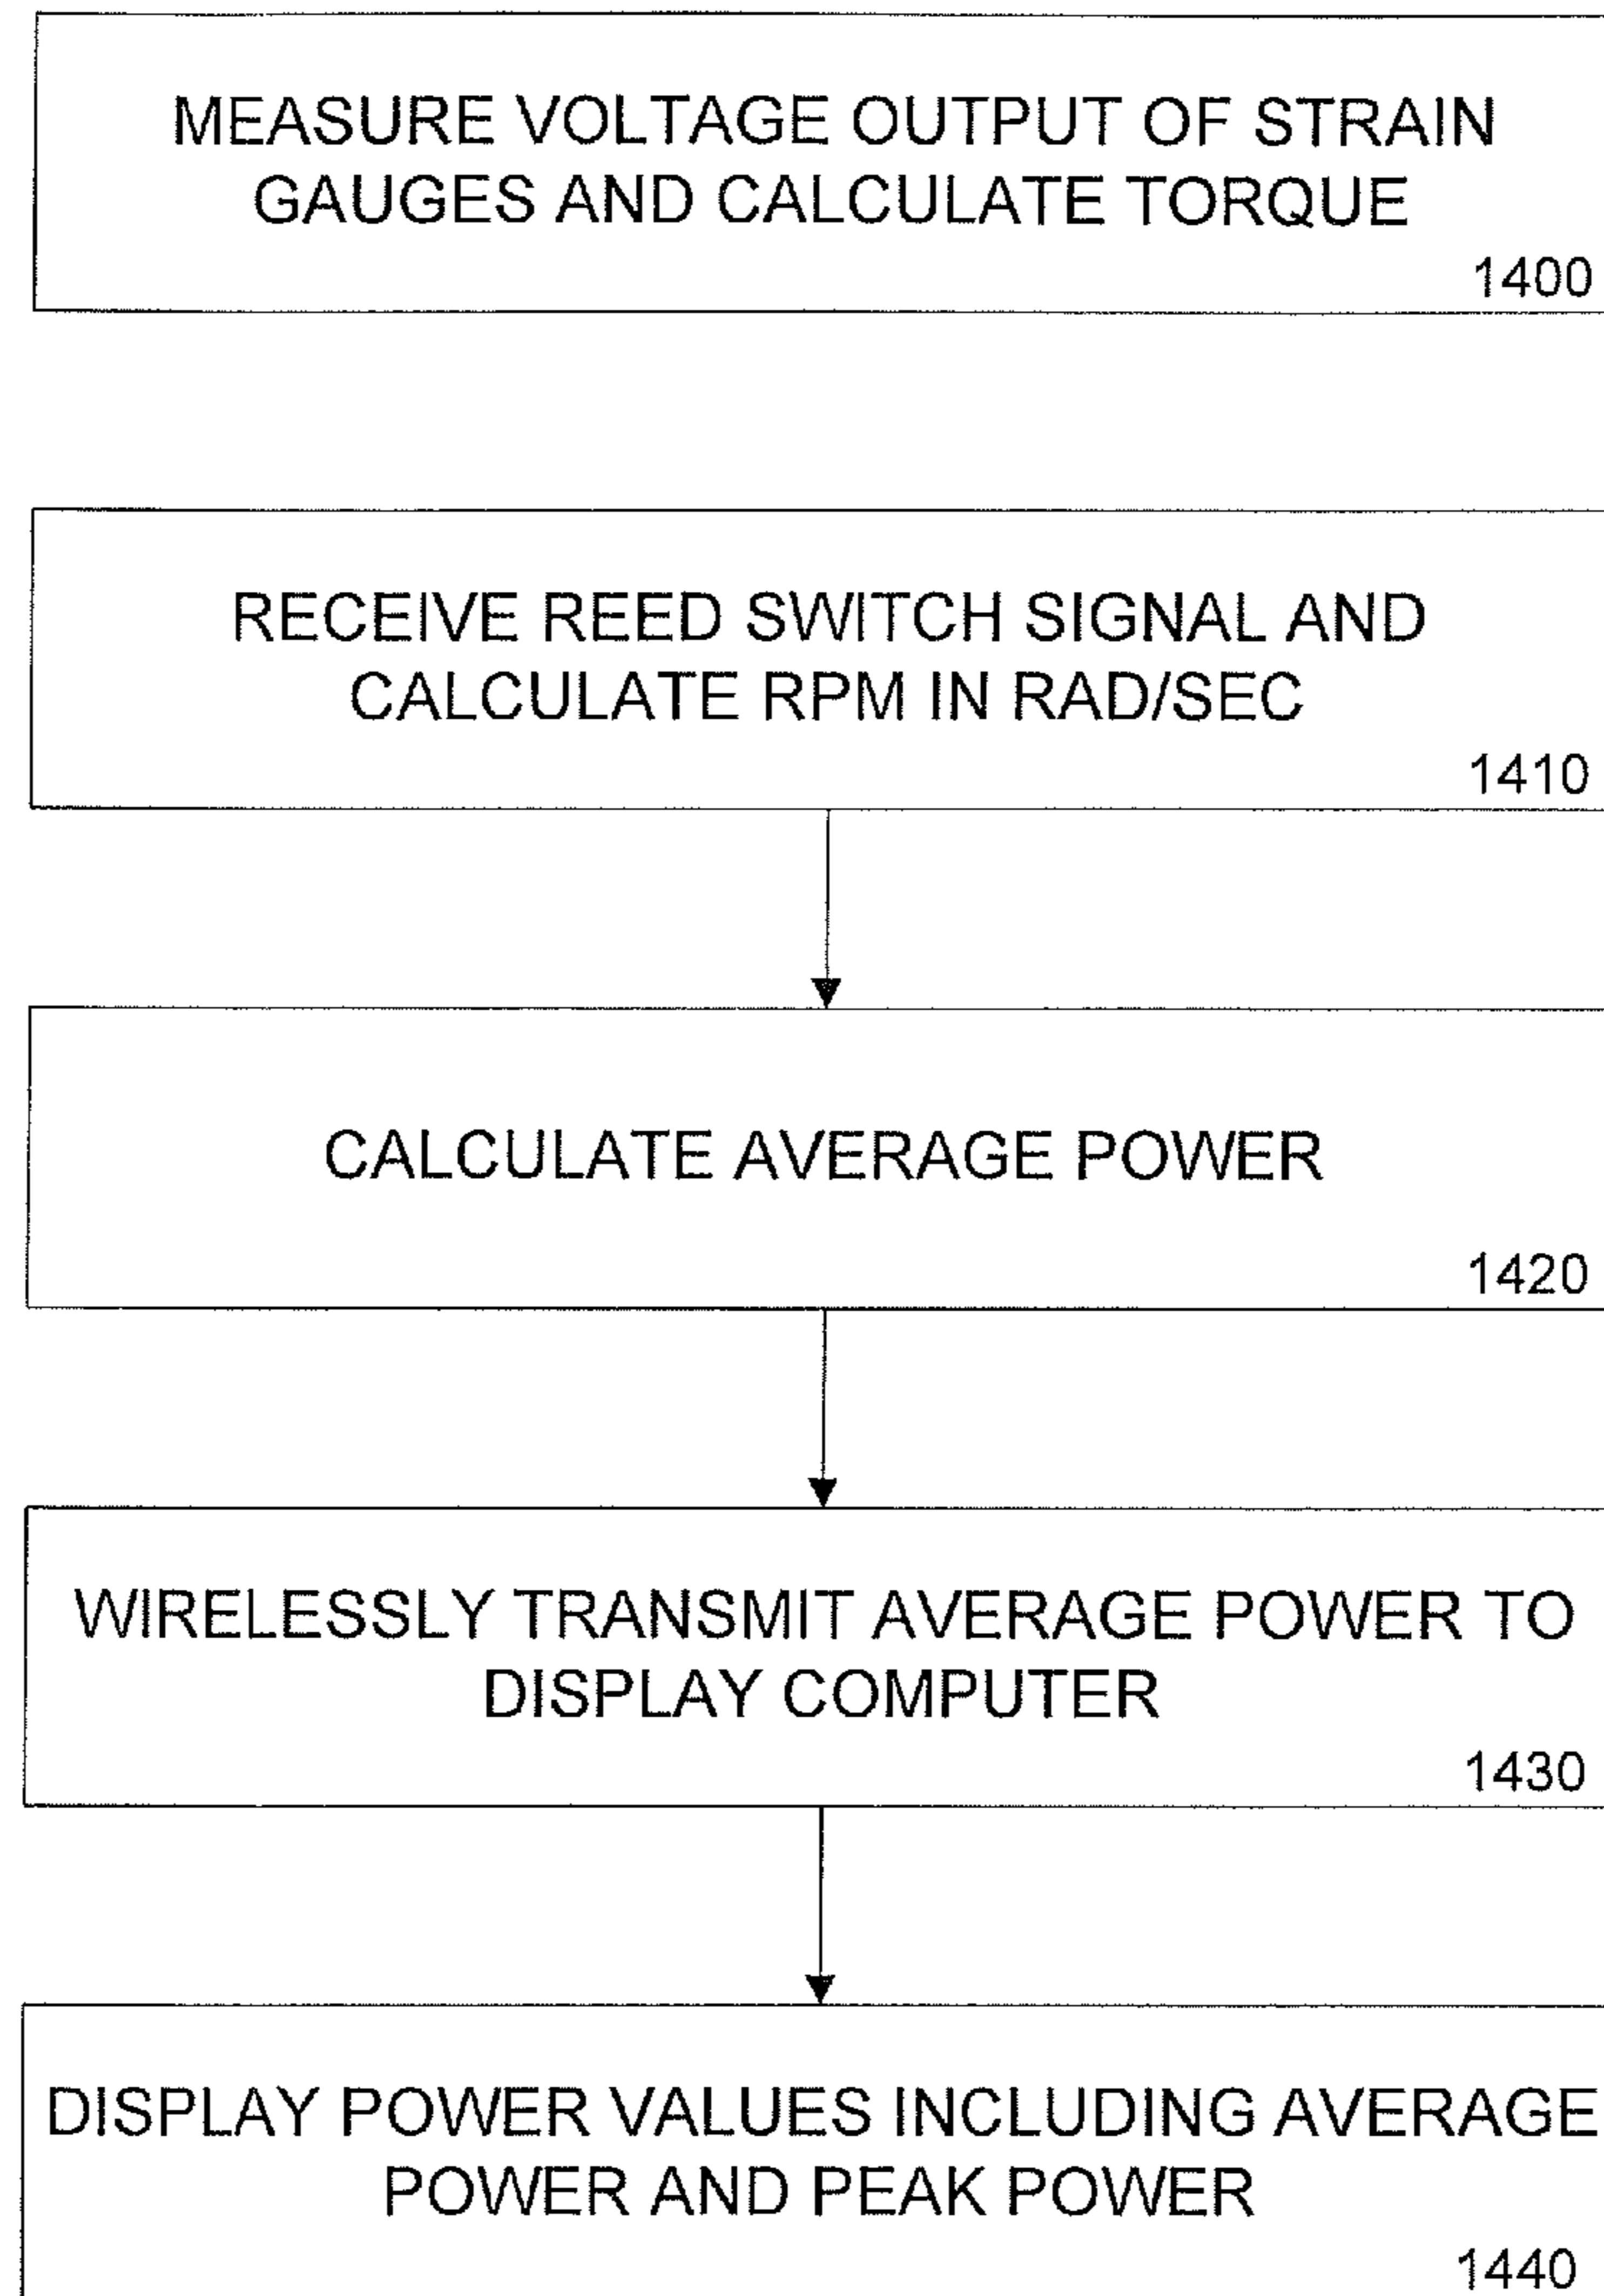 MEASURE VOLTAGE OUTPUT OF STRAIN
GAUGES AND CALCULATE TORQUE
1400
RECEIVE REED SWITCH SIGNAL AND
CALCULATE RPM IN RAD/SEC
1410
CALCULATE AVERAGE POWER
1420
WIRELESSLY TRANSMIT AVERAGE POWER TO
DISPLAY COMPUTER
1430
DISPLAY POWER VALUES INCLUDING AVERAGE
POWER AND PEAK POWER
1440